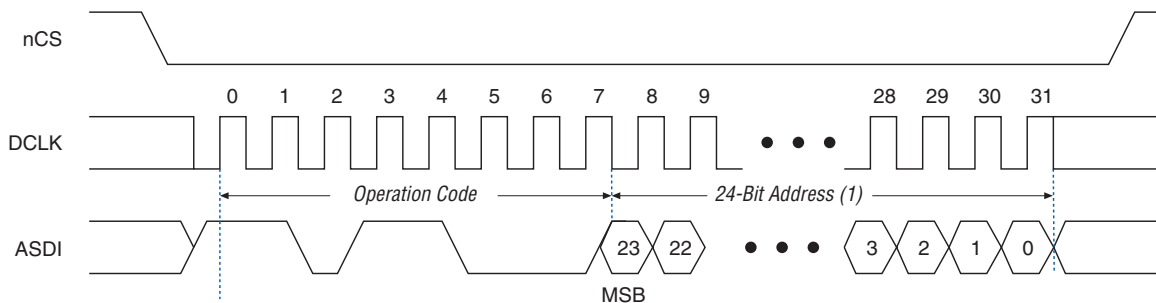 nCS
0 1 2 3 4 5 6 7 8 9 28 29 30 31
DCLK
Operation Code 24-Bit Address (1)
ASDI 23 22 3 2 1 0
MSB